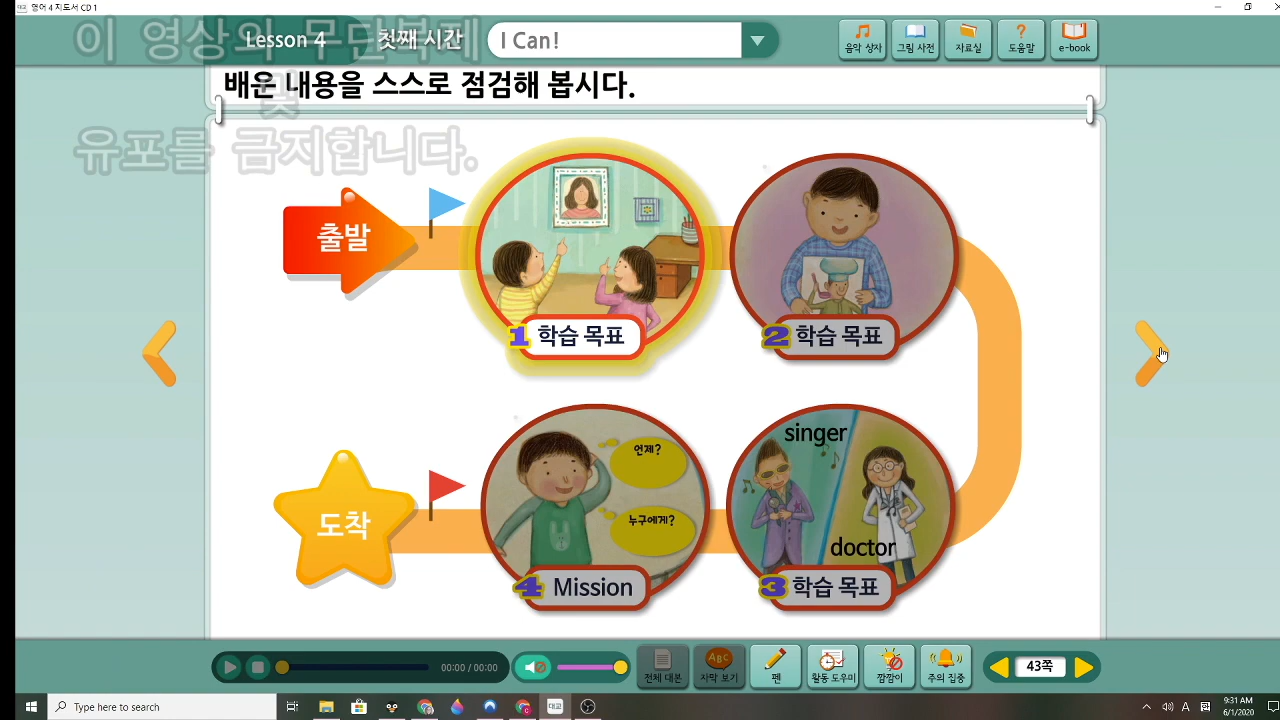 대교 영어 4 지도서 CD 1
이 영상의 무단복제
및
유포를 금지합니다.
Lesson 4 첫째 시간 I Can!
음악 상자 그림 사전 자료실 도움말 e-book
배운 내용을 스스로 점검해 봅시다.
출발
1 학습 목표
2 학습 목표
singer
doctor
3 학습 목표
언제?
누구에게?
4 Mission
도착
00:00 / 00:00
전체 대본 ABC 자막 보기 펜 활동 도우미 깜깜이 주의 집중 43쪽
Type here to search
대교
A
9:31 AM
6/1/2020